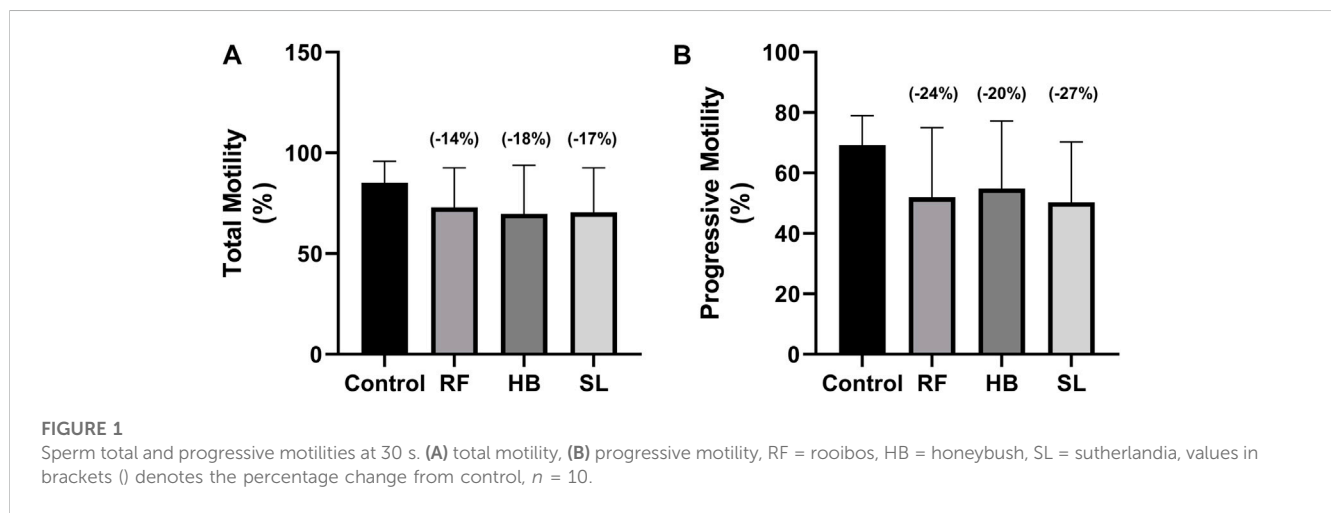 A
Total Motility
(%)
150
100
50
0
(-14%) (-18%) (-17%)
Control RF HB SL
B
Progressive Motility
(%)
100
80
60
40
20
0
(-24%) (-20%) (-27%)
Control RF HB SL
FIGURE 1
Sperm total and progressive motilities at 30 s. (A) total motility, (B) progressive motility, RF = rooibos, HB = honeybush, SL = sutherlandia, values in
brackets () denotes the percentage change from control, n = 10.